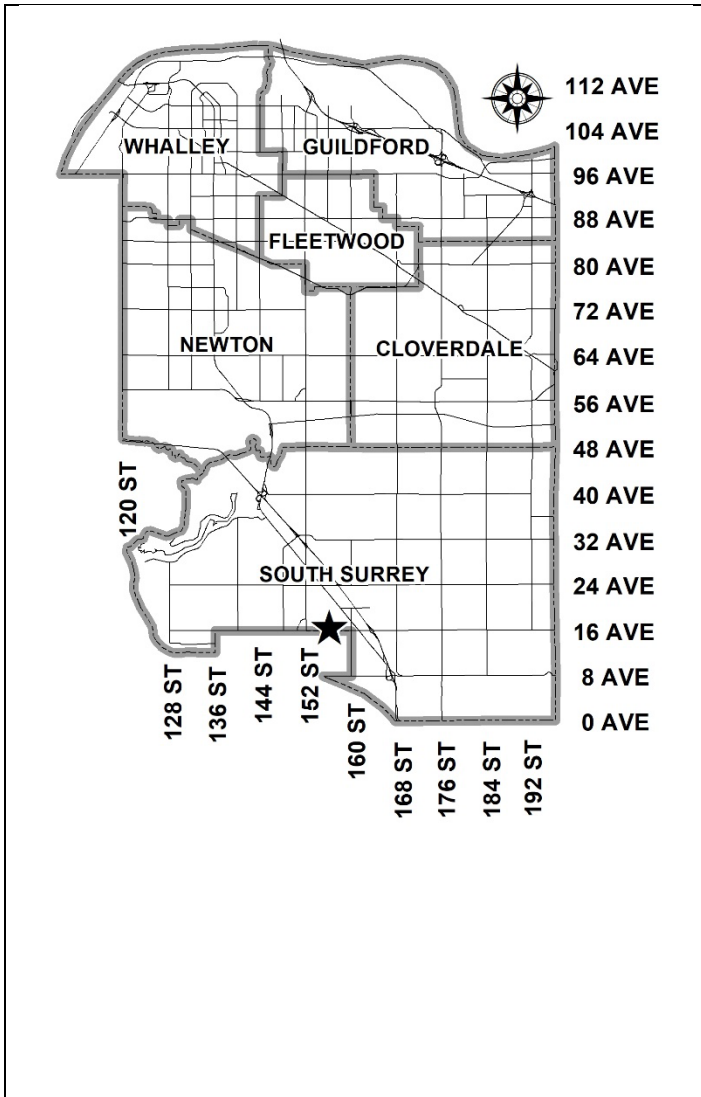 112 AVE
104 AVE
WHALLEY
GUILDFORD
96 AVE
88 AVE
FLEETWOOD
80 AVE
72 AVE
NEWTON
CLOVERDALE
64 AVE
56 AVE
48 AVE
120 ST
40 AVE
32 AVE
SOUTH SURREY
24 AVE
16 AVE
8 AVE
0 AVE
128 ST
136 ST
144 ST
152 ST
160 ST
168 ST
176 ST
184 ST
192 ST